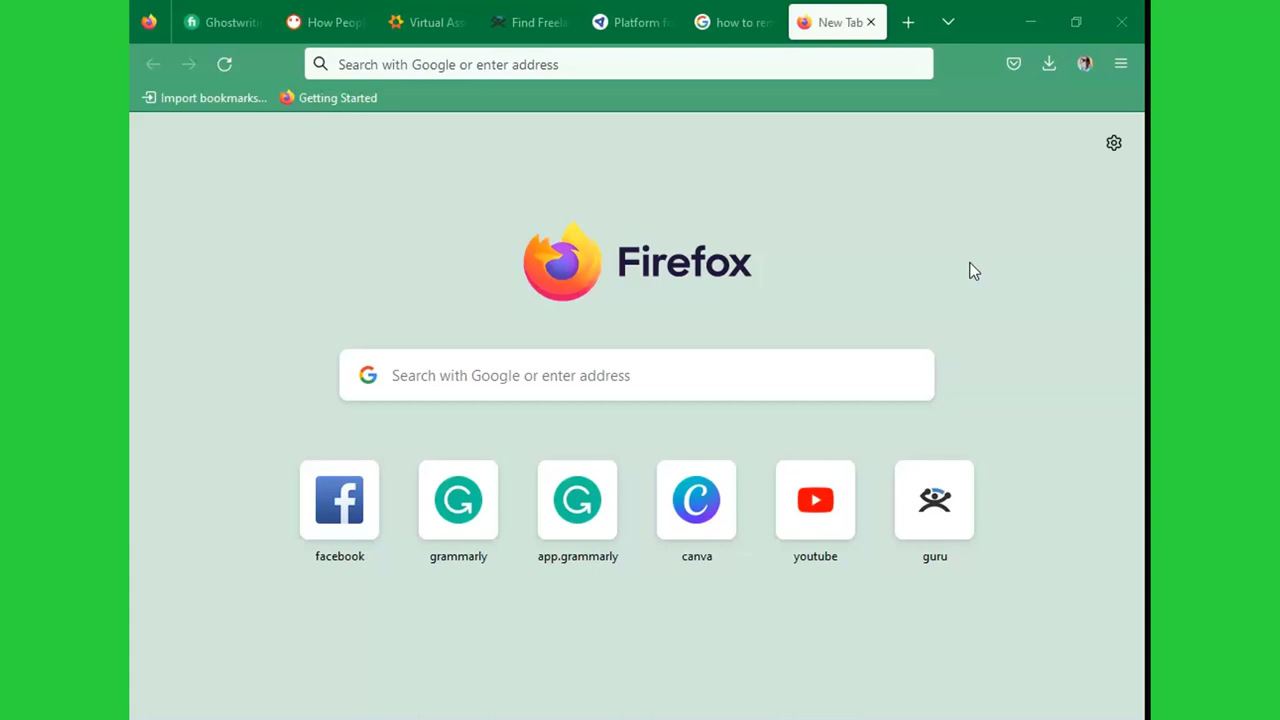 Ghostwrit
How Peop
Virtual Ass
Find Freela
Platform f
how to rem
New Tab
Search with Google or enter address
Import bookmarks...
Getting Started
Firefox
Search with Google or enter address
facebook
grammarly
app.grammarly
canva
youtube
guru